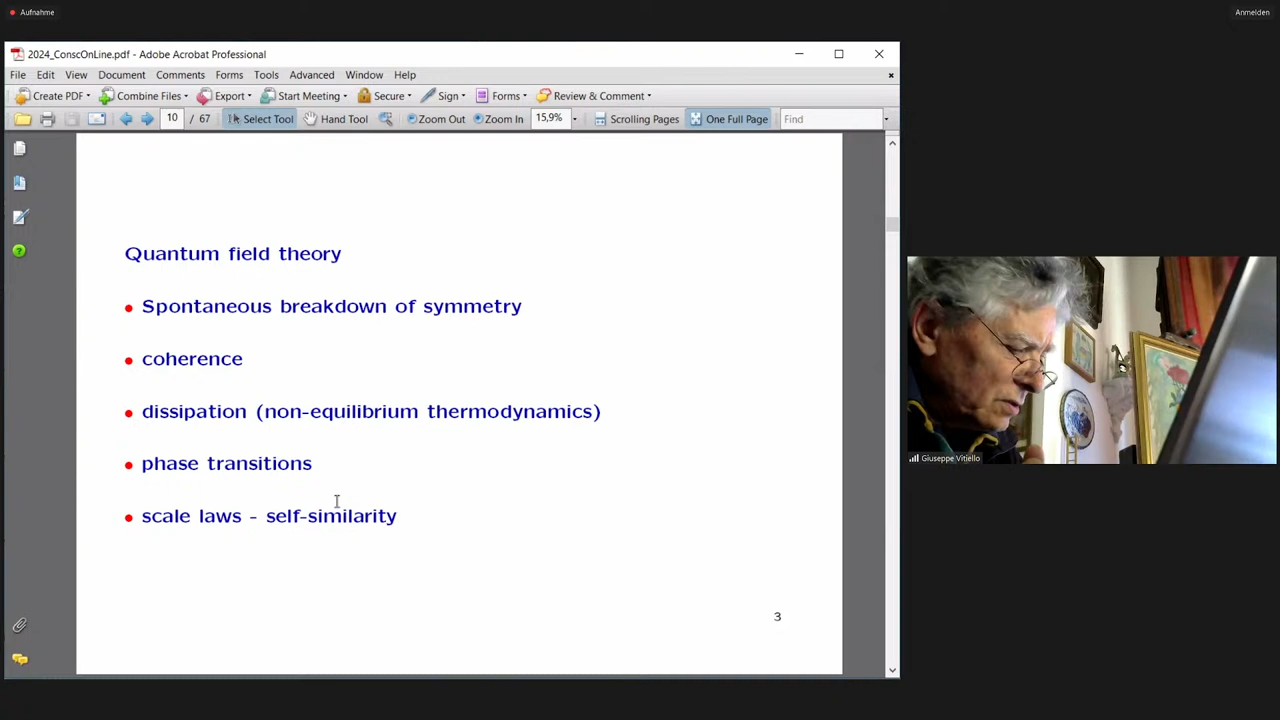 Aufnahme
Anmelden
2024_ConscOnLine.pdf - Adobe Acrobat Professional
File Edit View Document Comments Forms Tools Advanced Window Help
Create PDF Combine Files Export Start Meeting Secure Sign Forms Review & Comment
10 / 67 Select Tool Hand Tool Zoom Out Zoom In 15,9% Scrolling Pages One Full Page Find
Quantum field theory
• Spontaneous breakdown of symmetry
• coherence
• dissipation (non-equilibrium thermodynamics)
• phase transitions
• scale laws - self-similarity
3
Giuseppe Vitiello